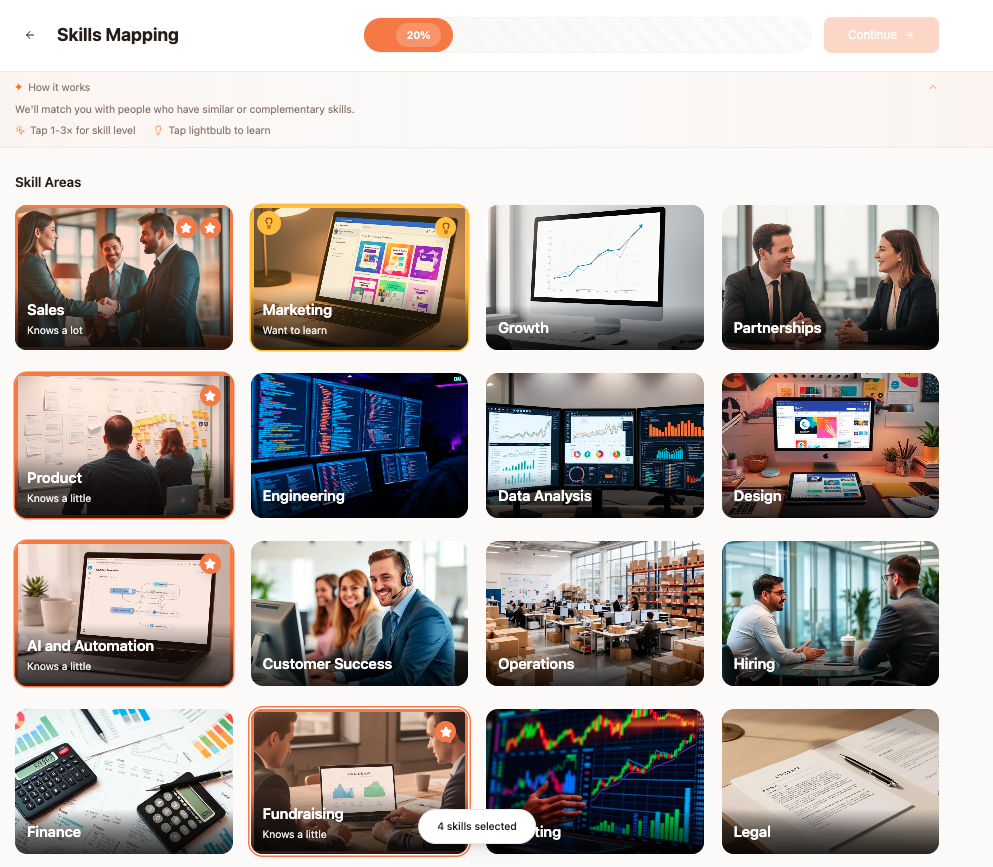 Skills Mapping
20%
Continue →
How it works
We'll match you with people who have similar or complementary skills.
Tap 1-3× for skill level
Tap lightbulb to learn
Skill Areas
Sales
Knows a lot
Marketing
Want to learn
Growth
Partnerships
Product
Knows a little
Engineering
Data Analysis
Design
AI and Automation
Knows a little
Customer Success
Operations
Hiring
Finance
Fundraising
Knows a little
4 skills selected
ting
Legal